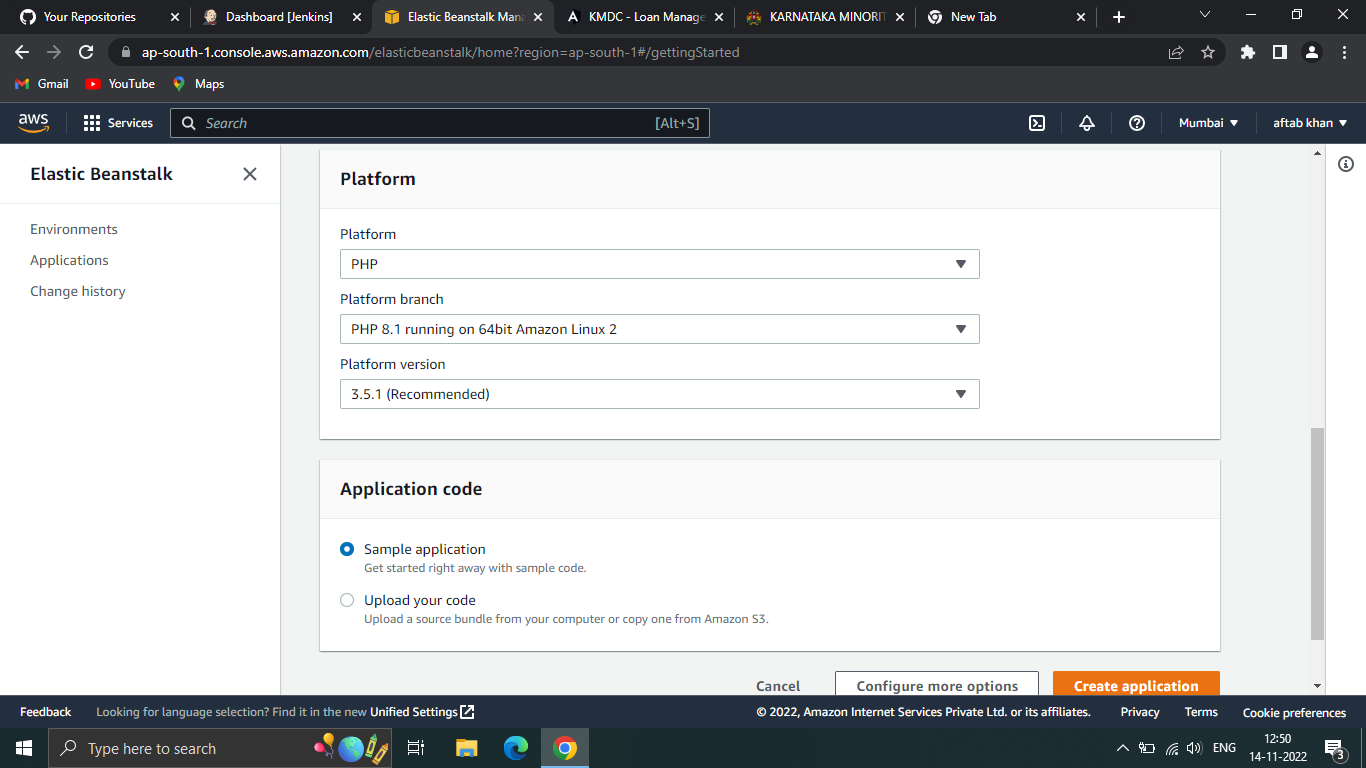 Your Repositories
Dashboard [Jenkins]
Elastic Beanstalk Man
KMDC - Loan Manage
KARNATAKA MINORIT
New Tab
ap-south-1.console.aws.amazon.com/elasticbeanstalk/home?region=ap-south-1#/gettingStarted
Gmail YouTube Maps
aws Services Search [Alt+S] Mumbai aftab khan
Elastic Beanstalk
Environments
Applications
Change history
Platform
Platform
PHP
Platform branch
PHP 8.1 running on 64bit Amazon Linux 2
Platform version
3.5.1 (Recommended)
Application code
Sample application
Get started right away with sample code.
Upload your code
Upload a source bundle from your computer or copy one from Amazon S3.
Cancel Configure more options Create application
Feedback Looking for language selection? Find it in the new Unified Settings © 2022, Amazon Internet Services Private Ltd. or its affiliates. Privacy Terms Cookie preferences
Type here to search
ENG
12:50
14-11-2022
3